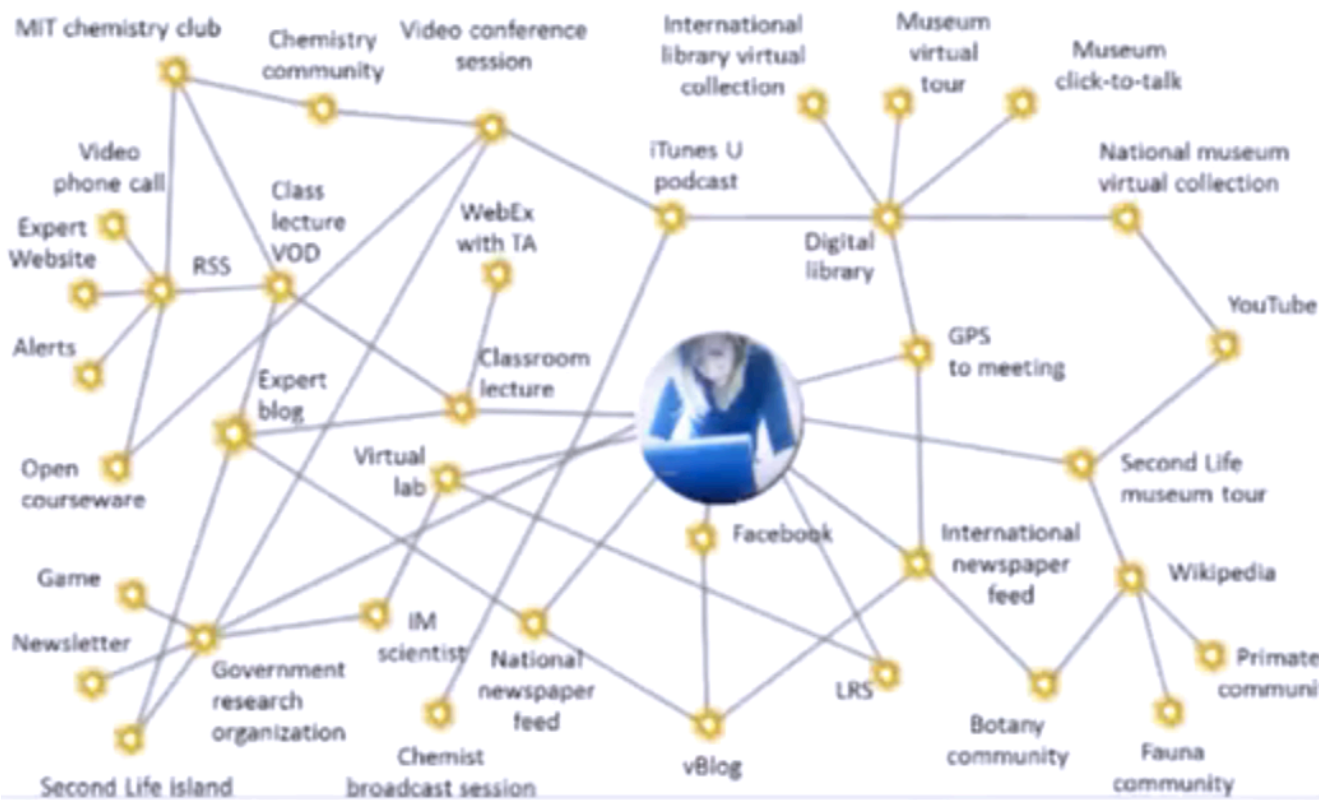 MIT chemistry club
Chemistry
community
Video conference
session
International
library virtual
collection
Museum
virtual
tour
Museum
click-to-talk
Video
phone call
Class
lecture
VOD
iTunes U
podcast
National museum
virtual collection
Expert
Website
RSS
WebEx
with TA
Digital
library
YouTube
Alerts
Expert
blog
Classroom
lecture
GPS
to meeting
Open
courseware
Virtual
lab
Second Life
museum tour
Facebook
International
newspaper
feed
Game
Wikipedia
Newsletter
Government
research
organization
IM
scientist
National
newspaper
feed
LRS
Primate
communi
Second Life island
Chemist
broadcast session
vBlog
Botany
community
Fauna
community